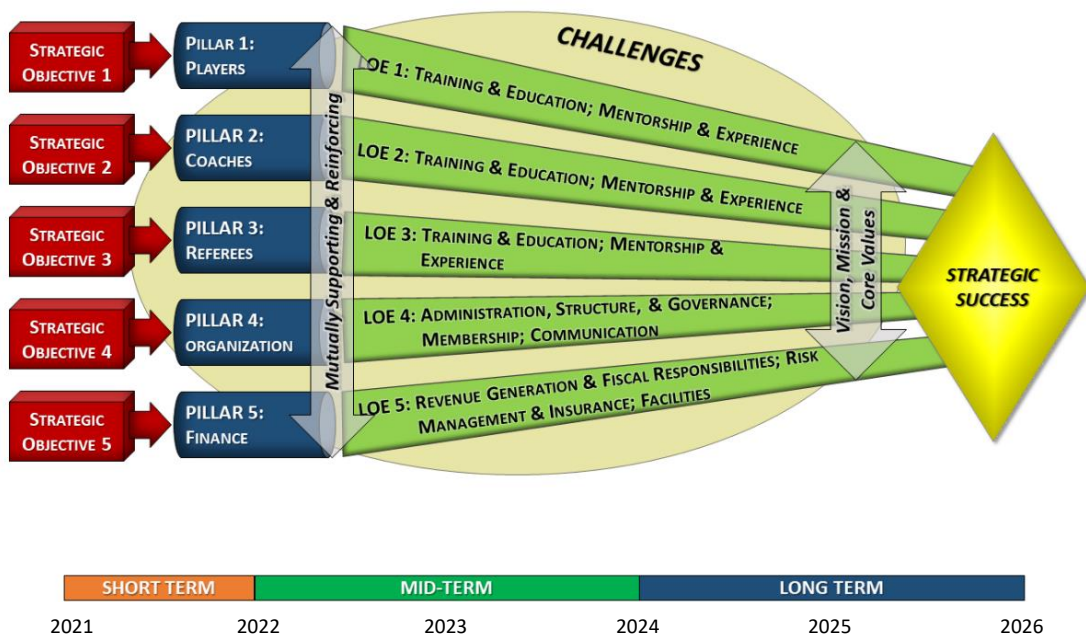 CHALLENGES
STRATEGIC
OBJECTIVE 1
PILLAR 1:
PLAYERS
LOE 1: TRAINING & EDUCATION; MENTORSHIP & EXPERIENCE
STRATEGIC
OBJECTIVE 2
PILLAR 2:
COACHES
LOE 2: TRAINING & EDUCATION; MENTORSHIP & EXPERIENCE
STRATEGIC
OBJECTIVE 3
PILLAR 3:
REFEREES
LOE 3: TRAINING & EDUCATION; MENTORSHIP &
EXPERIENCE
STRATEGIC
OBJECTIVE 4
PILLAR 4:
ORGANIZATION
LOE 4: ADMINISTRATION, STRUCTURE, & GOVERNANCE;
MEMBERSHIP; COMMUNICATION
STRATEGIC
OBJECTIVE 5
PILLAR 5:
FINANCE
LOE 5: REVENUE GENERATION & FISCAL RESPONSIBILITIES; RISK
MANAGEMENT & INSURANCE; FACILITIES
Mutually Supporting & Reinforcing
Vision, Mission &
Core Values
STRATEGIC
SUCCESS
SHORT TERM
MID-TERM
LONG TERM
2021
2022
2023
2024
2025
2026